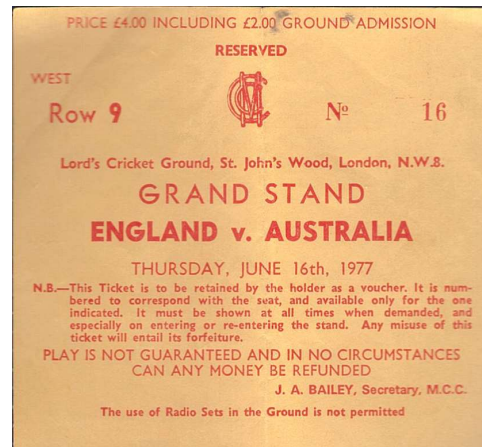 PRICE £4.00 INCLUDING £2.00 GROUND ADMISSION
RESERVED
WEST
Row 9 MCC No 16
Lord's Cricket Ground, St. John's Wood, London, N.W.8.
GRAND STAND
ENGLAND v. AUSTRALIA
THURSDAY, JUNE 16th, 1977
N.B.—This Ticket is to be retained by the holder as a voucher. It is num-
bered to correspond with the seat, and available only for the one
indicated. It must be shown at all times when demanded, and
especially on entering or re-entering the stand. Any misuse of this
ticket will entail its forfeiture.
PLAY IS NOT GUARANTEED AND IN NO CIRCUMSTANCES
CAN ANY MONEY BE REFUNDED
J. A. BAILEY, Secretary, M.C.C.
The use of Radio Sets in the Ground is not permitted